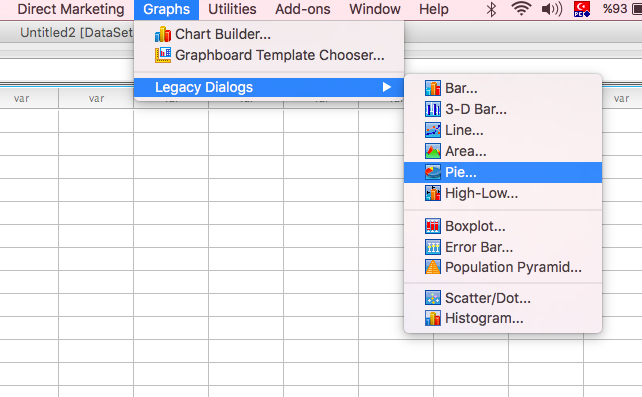 Direct Marketing Graphs Utilities Add-ons Window Help %93
Untitled2 [DataSet
Chart Builder...
Graphboard Template Chooser...
Legacy Dialogs
var var var
Bar...
3-D Bar...
Line...
Area...
Pie...
High-Low...
Boxplot...
Error Bar...
Population Pyramid...
Scatter/Dot...
Histogram...